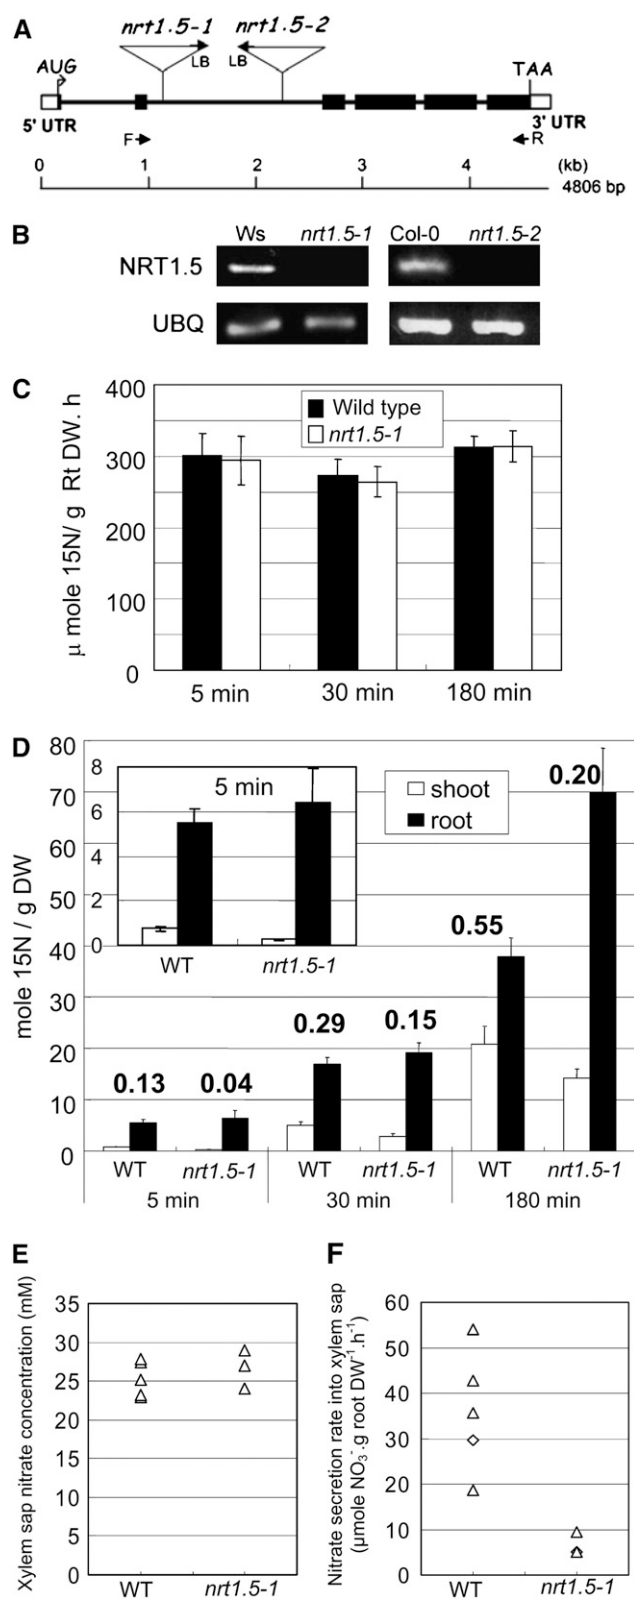 A
nrt1.5-1 nrt1.5-2
LB LB
AUG TAA
5' UTR 3' UTR
F R
0 1 2 3 4 (kb)
4806 bp
B
Ws nrt1.5-1 Col-0 nrt1.5-2
NRT1.5
UBQ
C
μ mole 15N/ g Rt DW. h
400
300
200
100
0
Wild type
nrt1.5-1
5 min 30 min 180 min
D
mole 15N / g DW
80
70
60
50
40
30
20
10
0
8
6
4
2
0
5 min
WT nrt1.5-1
shoot
root
0.13 0.04 0.29 0.15 0.55 0.20
WT nrt1.5-1 WT nrt1.5-1 WT nrt1.5-1
5 min 30 min 180 min
E
Xylem sap nitrate concentration (mM)
35
30
25
20
15
10
5
0
WT nrt1.5-1
F
Nitrate secretion rate into xylem sap
(μmole NO₃⁻.g root DW⁻¹.h⁻¹)
60
50
40
30
20
10
0
WT nrt1.5-1